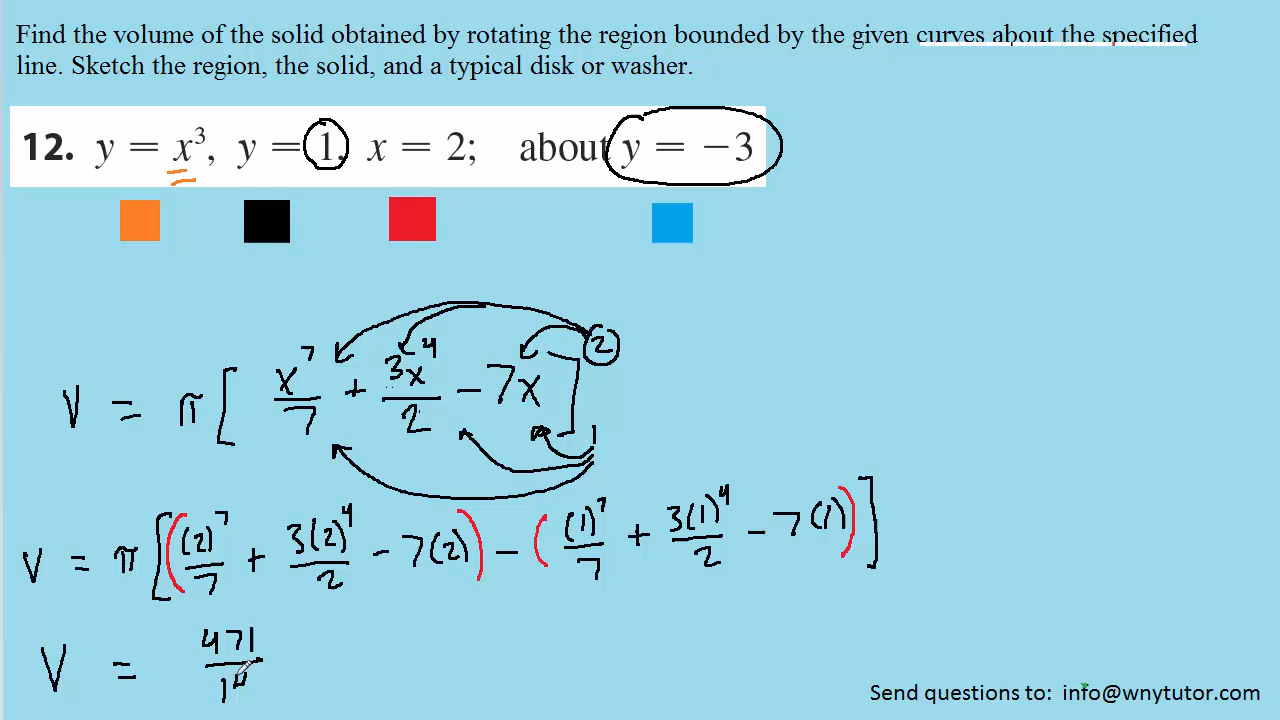 Find the volume of the solid obtained by rotating the region bounded by the given curves about the specified
line. Sketch the region, the solid, and a typical disk or washer.
12. y = x³, y = 1, x = 2; about y = −3
V = π [ x⁷/7 + 3x⁴/2 − 7x ] 2 1
V = π [ ( (2)⁷/7 + 3(2)⁴/2 − 7(2) ) − ( (1)⁷/7 + 3(1)⁴/2 − 7(1) ) ]
V = 471/14
Send questions to: info@wnytutor.com